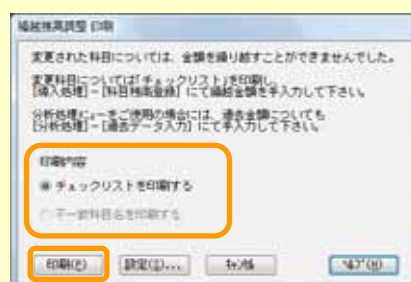 繰越残高調整 印刷
変更された科目については、金額を繰り越すことができませんでした。
変更科目については「チェックリスト」を印刷し、
[導入処理]-[科目残高登録]にて繰越金額を手入力して下さい。
分析処理メニューをご使用の場合には、過去金額についても
[分析処理]-[過去データ入力]にて手入力して下さい。
印刷内容
チェックリストを印刷する
不一致科目名を印刷する
印刷(P) 設定(I)... キャンセル ヘルプ(H)